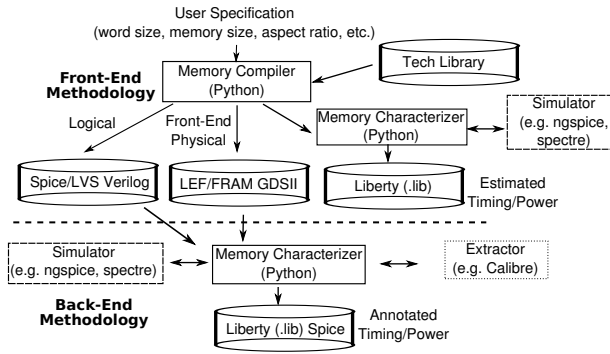 User Specification
(word size, memory size, aspect ratio, etc.)
Front-End
Methodology
Memory Compiler
(Python)
Tech Library
Logical
Front-End
Physical
Memory Characterizer
(Python)
Simulator
(e.g. ngspice,
spectre)
Spice/LVS Verilog
LEF/FRAM GDSII
Liberty (.lib)
Estimated
Timing/Power
Simulator
(e.g. ngspice, spectre)
Memory Characterizer
(Python)
Extractor
(e.g. Calibre)
Back-End
Methodology
Liberty (.lib) Spice
Annotated
Timing/Power